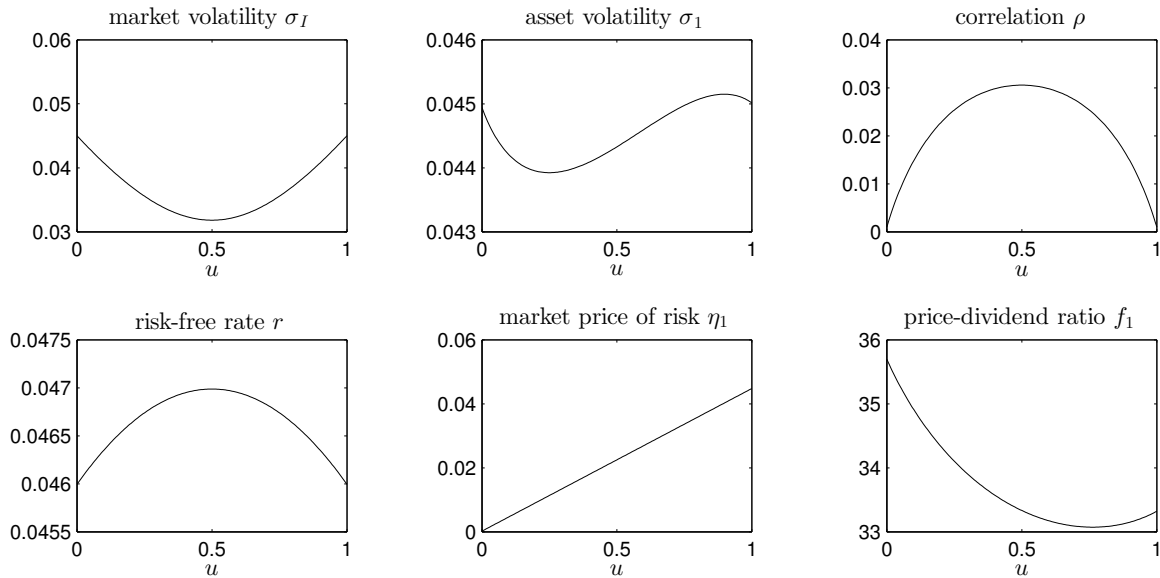 market volatility σ_I
0.06
0.05
0.04
0.03
0 0.5 1
u
asset volatility σ_1
0.046
0.045
0.044
0.043
0 0.5 1
u
correlation ρ
0.04
0.03
0.02
0.01
0
0 0.5 1
u
risk-free rate r
0.0475
0.047
0.0465
0.046
0.0455
0 0.5 1
u
market price of risk η_1
0.06
0.04
0.02
0
0 0.5 1
u
price-dividend ratio f_1
36
35
34
33
0 0.5 1
u